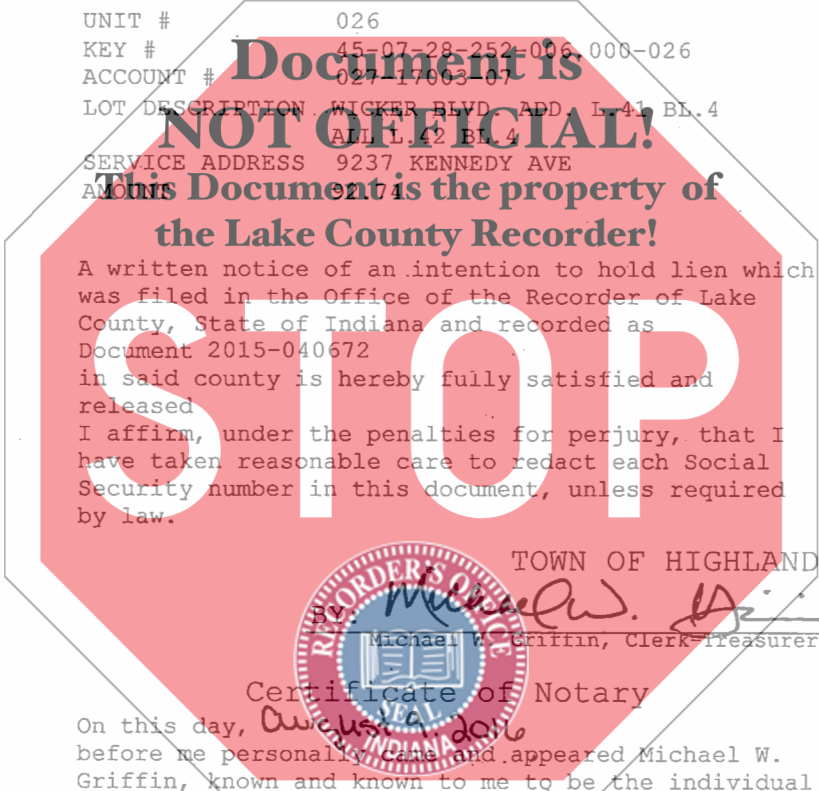 UNIT # 026
KEY # 45-07-28-252-006.000-026
Document is
ACCOUNT # 027-17003-07
LOT DESCRIPTION WICKER BLVD. ADD. L.41 BL.4
NOT OFFICIAL!
ALL L.42 BL.4
SERVICE ADDRESS 9237 KENNEDY AVE
This Document is the property of
AMOUNT 92.74
the Lake County Recorder!
A written notice of an intention to hold lien which
was filed in the Office of the Recorder of Lake
County, State of Indiana and recorded as
Document 2015-040672
in said county is hereby fully satisfied and
released
STOP
I affirm, under the penalties for perjury, that I
have taken reasonable care to redact each Social
Security number in this document, unless required
by law.
TOWN OF HIGHLAND
BY: Michael W. Griffin
Michael W. Griffin, Clerk-Treasurer
RECORDER'S OFFICE
SEAL
INDIANA
Certificate of Notary
On this day, August 9, 2016
before me personally came and appeared Michael W.
Griffin, known and known to me to be the individual